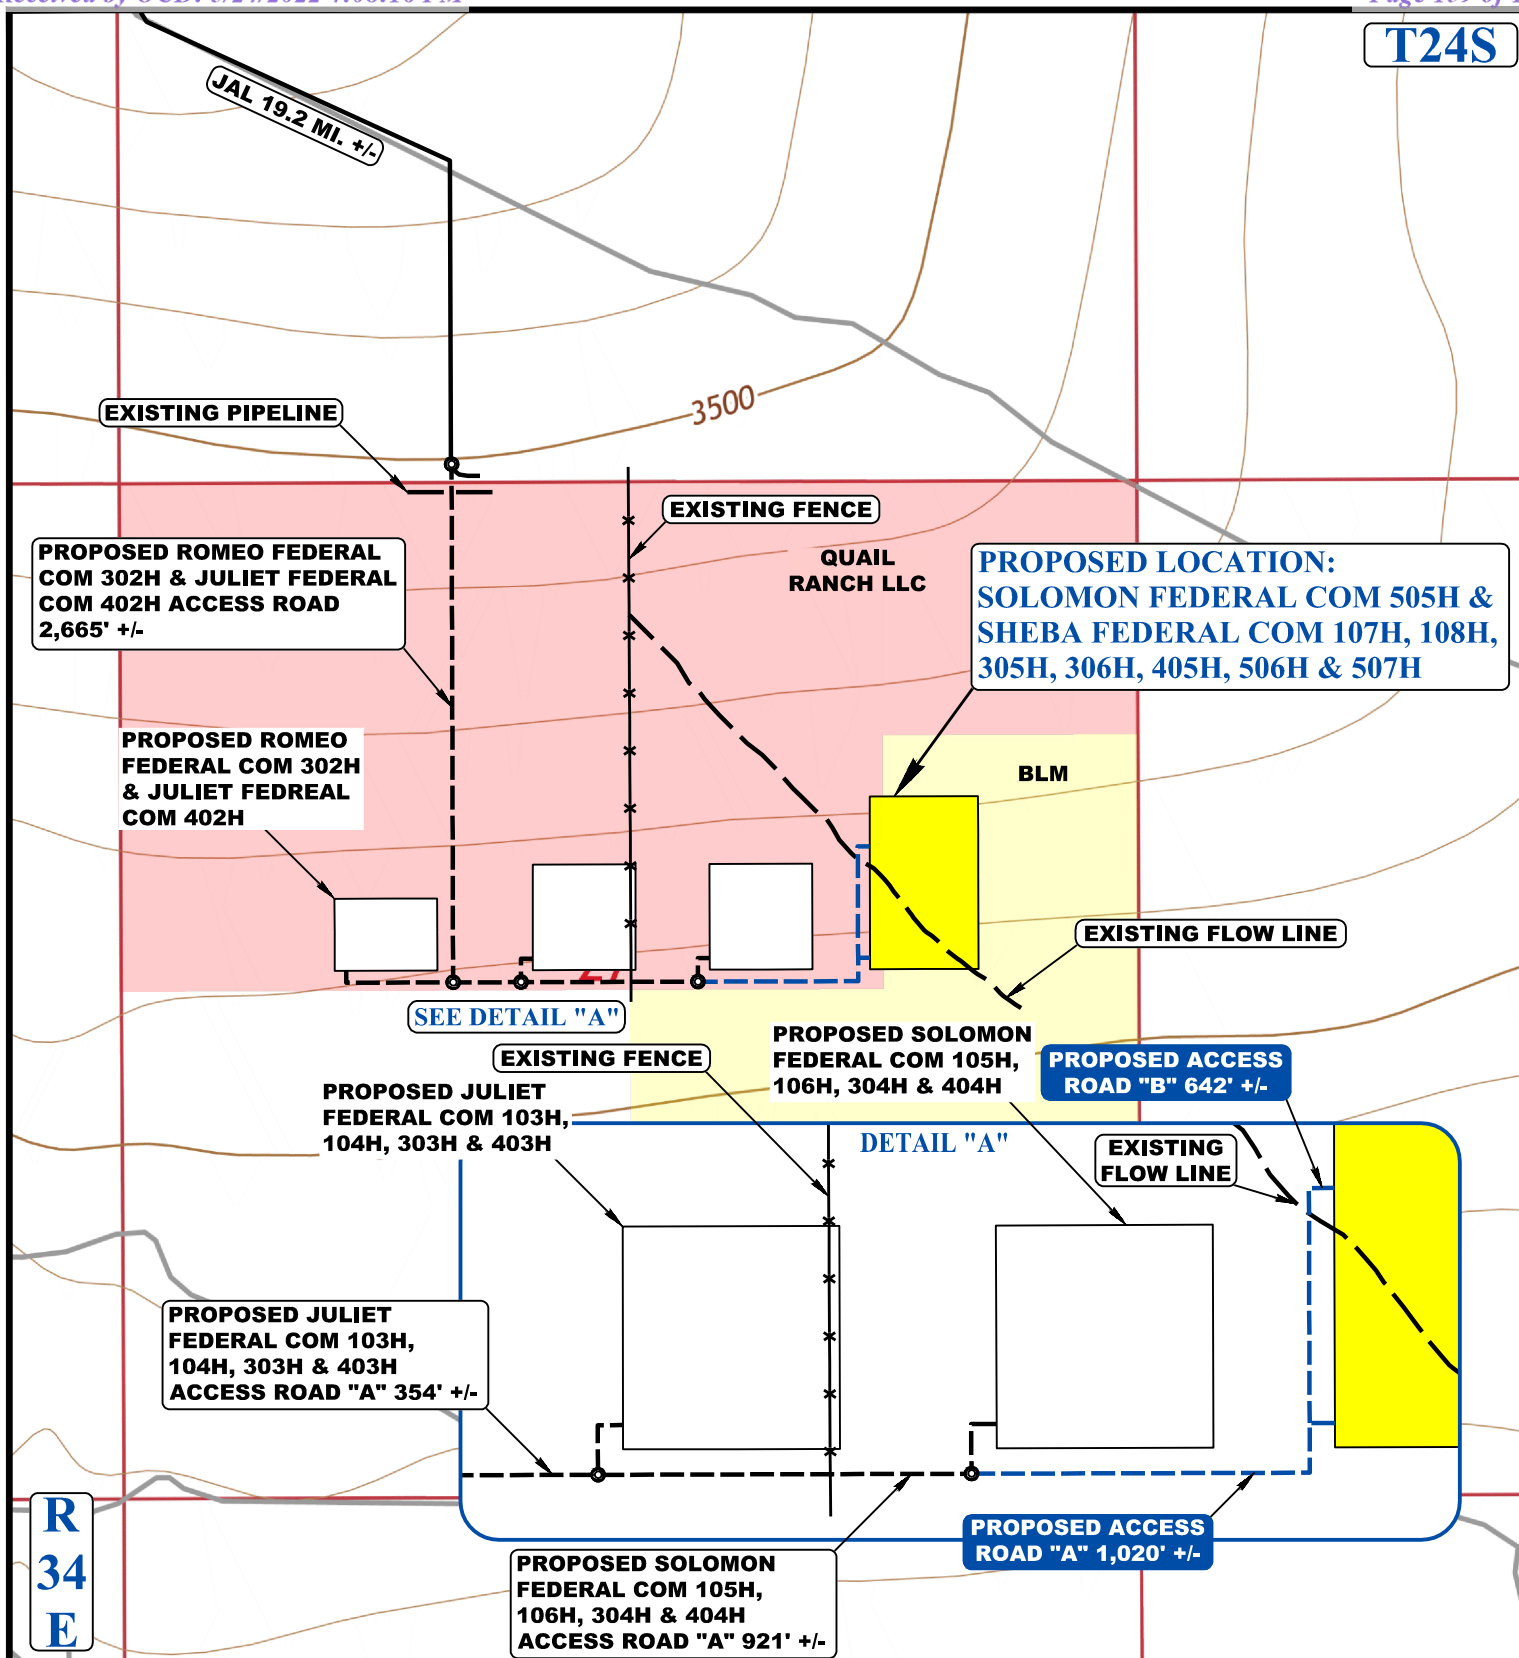 T24S
JAL 19.2 MI. +/-
3500
EXISTING PIPELINE
EXISTING FENCE
QUAIL
RANCH LLC
PROPOSED ROMEO FEDERAL
COM 302H & JULIET FEDERAL
COM 402H ACCESS ROAD
2,665' +/-
PROPOSED LOCATION:
SOLOMON FEDERAL COM 505H &
SHEBA FEDERAL COM 107H, 108H,
305H, 306H, 405H, 506H & 507H
PROPOSED ROMEO
FEDERAL COM 302H
& JULIET FEDREAL
COM 402H
BLM
EXISTING FLOW LINE
SEE DETAIL "A"
EXISTING FENCE
PROPOSED SOLOMON
FEDERAL COM 105H,
106H, 304H & 404H
PROPOSED ACCESS
ROAD "B" 642' +/-
PROPOSED JULIET
FEDERAL COM 103H,
104H, 303H & 403H
DETAIL "A"
EXISTING
FLOW LINE
PROPOSED JULIET
FEDERAL COM 103H,
104H, 303H & 403H
ACCESS ROAD "A" 354' +/-
R
34
E
PROPOSED ACCESS
ROAD "A" 1,020' +/-
PROPOSED SOLOMON
FEDERAL COM 105H,
106H, 304H & 404H
ACCESS ROAD "A" 921' +/-